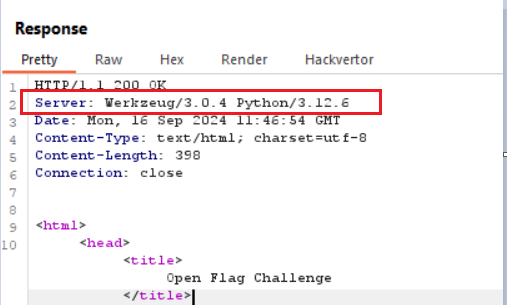 Response
Pretty Raw Hex Render Hackvertor
1 HTTP/1.1 200 OK
2 Server: Werkzeug/3.0.4 Python/3.12.6
3 Date: Mon, 16 Sep 2024 11:46:54 GMT
4 Content-Type: text/html; charset=utf-8
5 Content-Length: 398
6 Connection: close
7
8
9 <html>
10 <head>
<title>
Open Flag Challenge
</title>